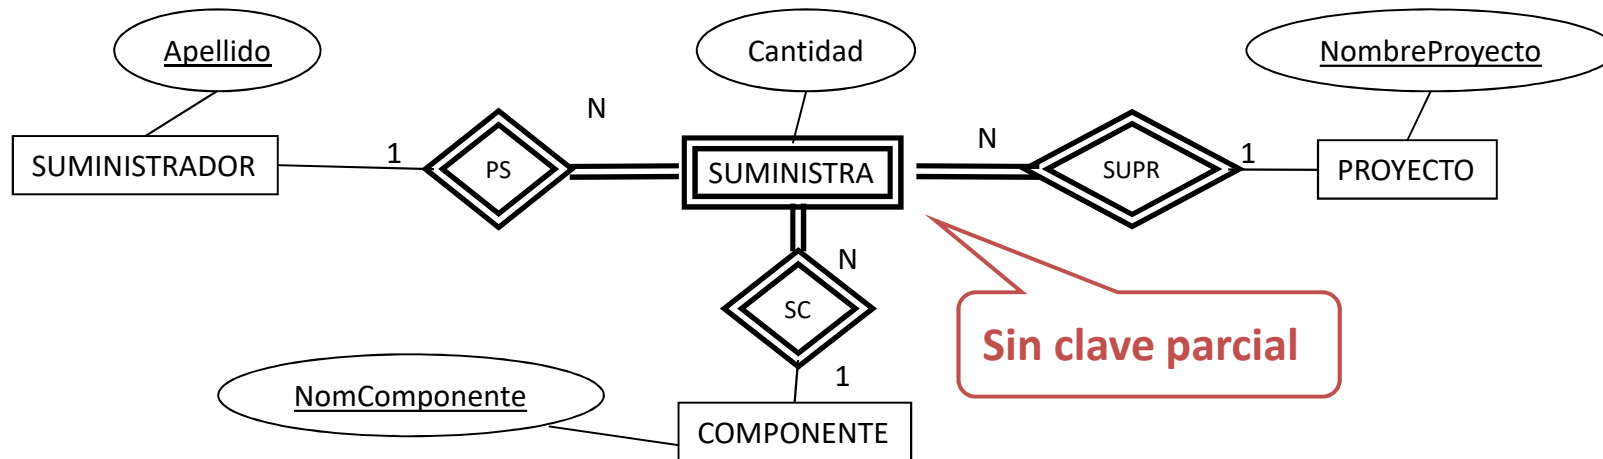 Apellido
Cantidad
NombreProyecto
N
N
1
1
SUMINISTRADOR
PS
SUMINISTRA
SUPR
PROYECTO
N
SC
Sin clave parcial
1
NomComponente
COMPONENTE